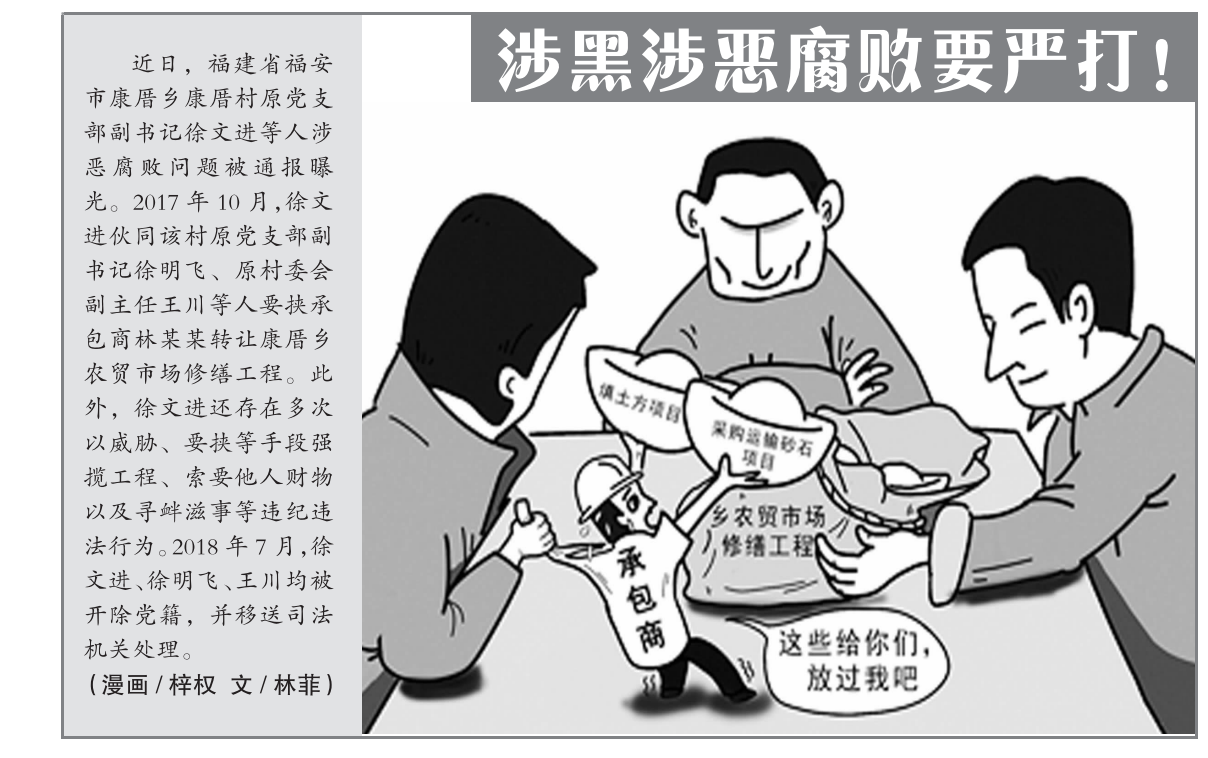 涉黑涉恶腐败要严打！
近日，福建省福安
市康厝乡康厝村原党支
部副书记徐文进等人涉
恶腐败问题被通报曝
光。2017年10月，徐文
进伙同该村原党支部副
书记徐明飞、原村委会
副主任王川等人要挟承
包商林某某转让康厝乡
农贸市场修缮工程。此
外，徐文进还存在多次
以威胁、要挟等手段强
揽工程、索要他人财物
以及寻衅滋事等违纪违
法行为。2018年7月，徐
文进、徐明飞、王川均被
开除党籍，并移送司法
机关处理。
（漫画/梓权 文/林菲）
填土方项目
采购运输砂石
项目
乡农贸市场
修缮工程
承包商
这些给你们，
放过我吧